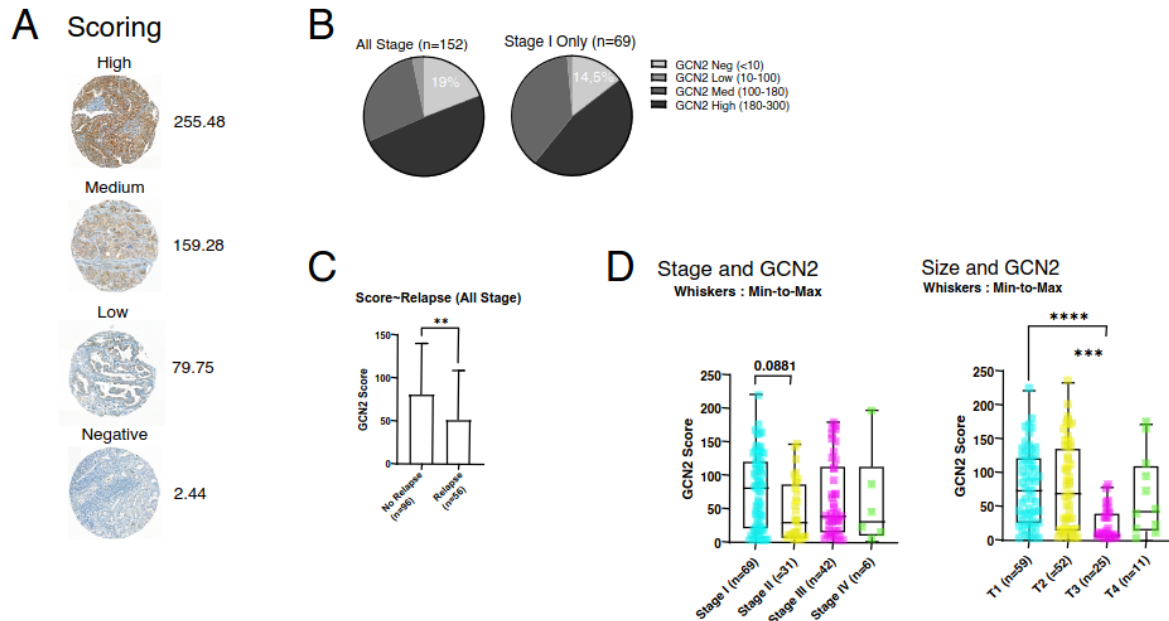 A Scoring
High
255.48
Medium
159.28
Low
79.75
Negative
2.44
B
All Stage (n=152)
19%
Stage I Only (n=69)
14,5%
GCN2 Neg (<10)
GCN2 Low (10-100)
GCN2 Med (100-180)
GCN2 High (180-300)
C
Score~Relapse (All Stage)
**
150
100
50
0
GCN2 Score
No Relapse
(n=96)
Relapse
(n=56)
D Stage and GCN2
Whiskers : Min-to-Max
0.0881
250
200
150
100
50
0
GCN2 Score
Stage I (n=69)
Stage II (=31)
Stage III (n=42)
Stage IV (n=6)
Size and GCN2
Whiskers : Min-to-Max
****
***
250
200
150
100
50
0
GCN2 Score
T1 (n=59)
T2 (=52)
T3 (n=25)
T4 (n=11)